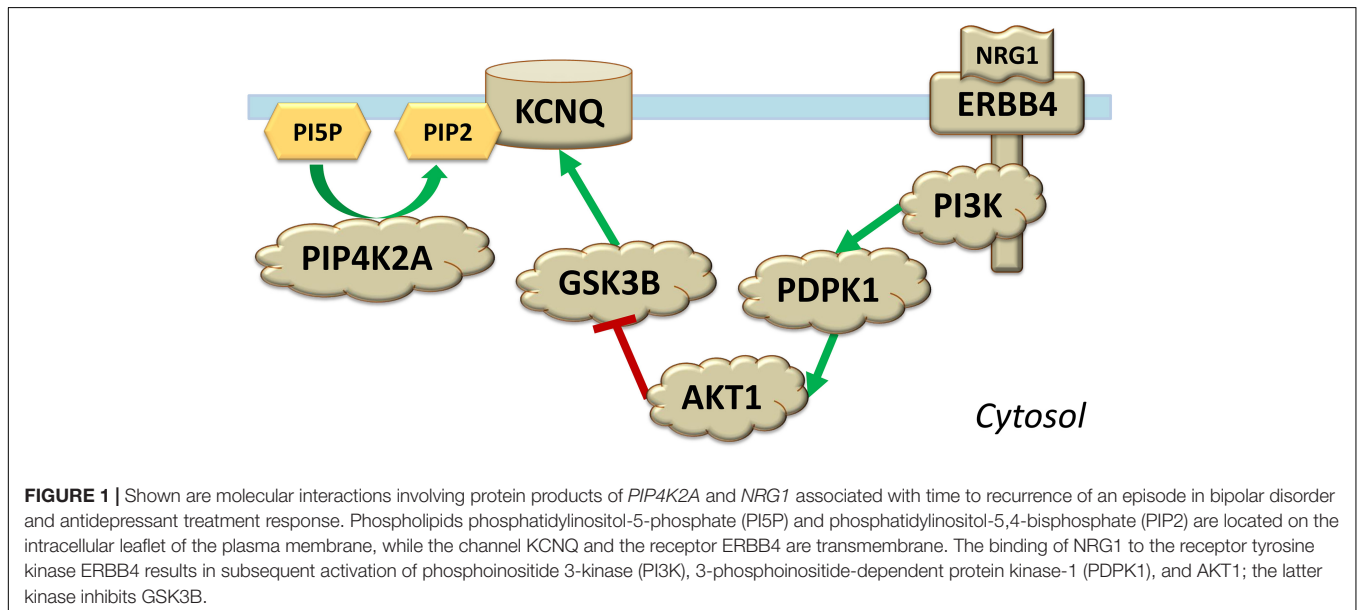 NRG1
ERBB4
KCNQ
PI5P
PIP2
PI3K
PIP4K2A
GSK3B
PDPK1
AKT1
Cytosol
FIGURE 1 | Shown are molecular interactions involving protein products of PIP4K2A and NRG1 associated with time to recurrence of an episode in bipolar disorder
and antidepressant treatment response. Phospholipids phosphatidylinositol-5-phosphate (PI5P) and phosphatidylinositol-5,4-bisphosphate (PIP2) are located on the
intracellular leaflet of the plasma membrane, while the channel KCNQ and the receptor ERBB4 are transmembrane. The binding of NRG1 to the receptor tyrosine
kinase ERBB4 results in subsequent activation of phosphoinositide 3-kinase (PI3K), 3-phosphoinositide-dependent protein kinase-1 (PDPK1), and AKT1; the latter
kinase inhibits GSK3B.